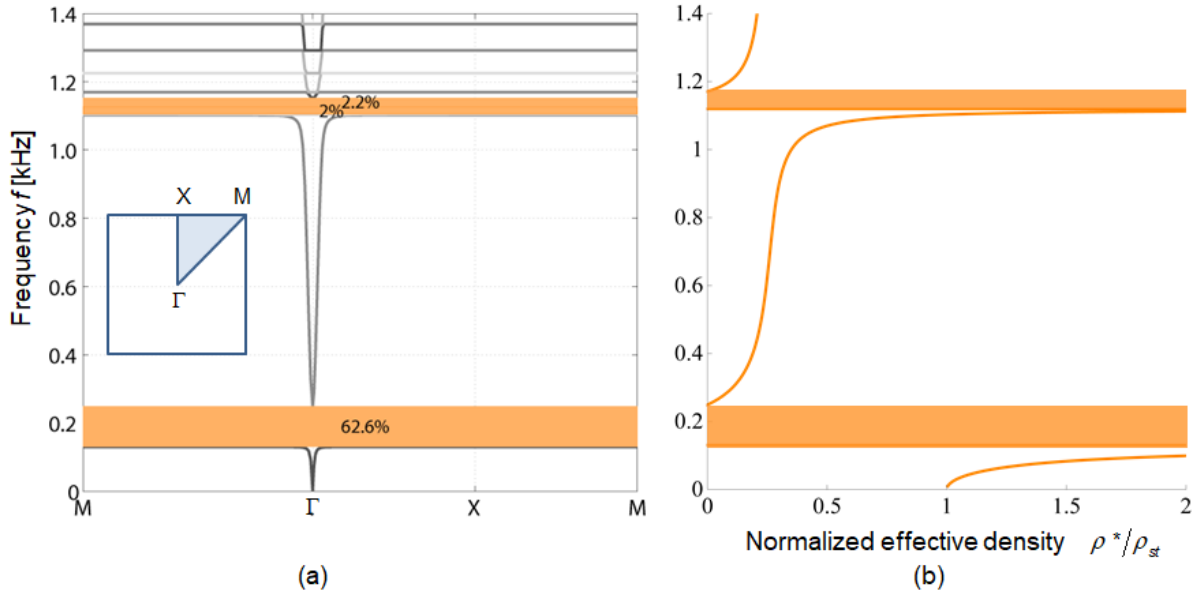 (a)
1.4
1.2
1.0
0.8
0.6
0.4
0.2
0
Frequency f [kHz]
2.2%
2%
X
M
Γ
62.6%
M
Γ
X
M
(a)
(b)
1.4
1.2
1
0.8
0.6
0.4
0.2
0
0
0.5
1
1.5
2
Normalized effective density ρ*/ρst
(b)